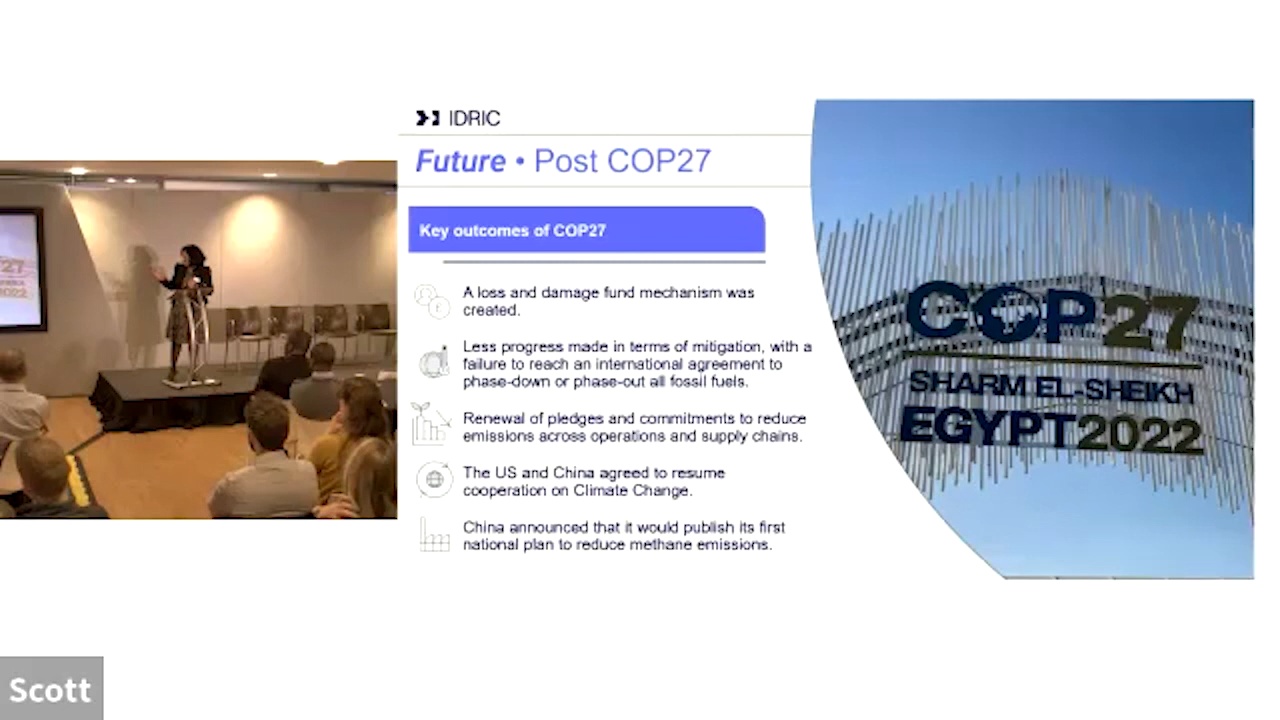 IDRIC
Future • Post COP27
Key outcomes of COP27
A loss and damage fund mechanism was
created.
Less progress made in terms of mitigation, with a
failure to reach an international agreement to
phase-down or phase-out all fossil fuels.
Renewal of pledges and commitments to reduce
emissions across operations and supply chains.
The US and China agreed to resume
cooperation on Climate Change.
China announced that it would publish its first
national plan to reduce methane emissions.
COP27
SHARM EL-SHEIKH
EGYPT2022
27
2022
Scott